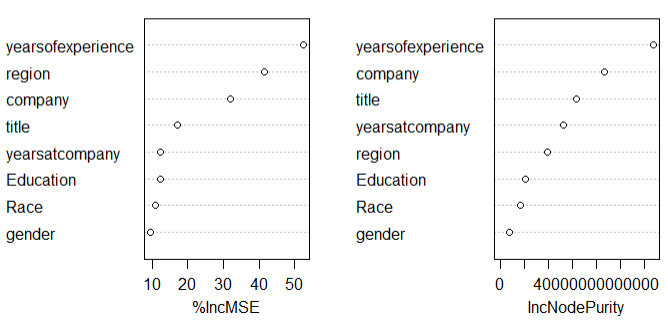 yearsofexperience
region
company
title
yearsatcompany
Education
Race
gender
10 20 30 40 50
%IncMSE
yearsofexperience
company
title
yearsatcompany
region
Education
Race
gender
0 40000000000000
IncNodePurity